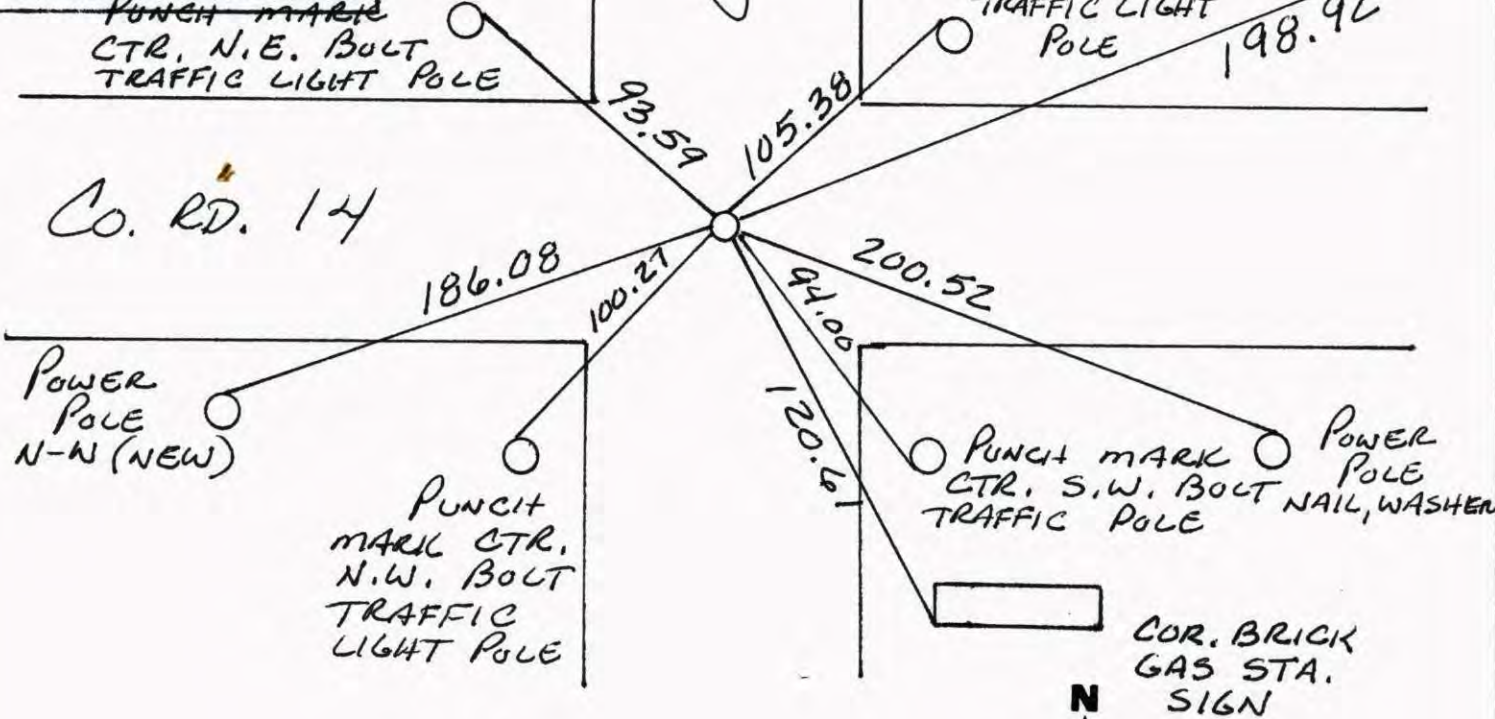 PUNCH MARK
CTR. N.E. BOLT
TRAFFIC LIGHT POLE
TRAFFIC LIGHT
POLE
198.92
93.59
105.38
CO. RD. 14
186.08
100.27
94.00
200.52
120.61
POWER
POLE
N-W (NEW)
PUNCH
MARK CTR.
N.W. BOLT
TRAFFIC
LIGHT POLE
PUNCH MARK
CTR. S.W. BOLT
TRAFFIC POLE
POWER
POLE
NAIL, WASHER
COR. BRICK
GAS STA.
SIGN
N